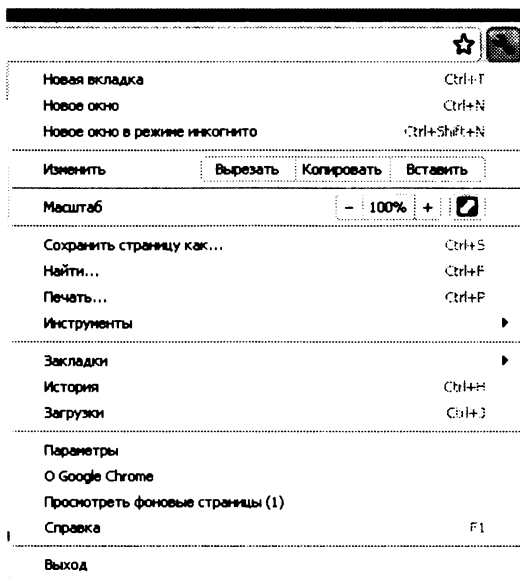 Новая вкладка Ctrl+T
Новое окно Ctrl+N
Новое окно в режиме инкогнито Ctrl+Shift+N
Изменить Вырезать Копировать Вставить
Масштаб - 100% +
Сохранить страницу как... Ctrl+S
Найти... Ctrl+F
Печать... Ctrl+P
Инструменты
Закладки
История Ctrl+H
Загрузки Ctrl+J
Параметры
О Google Chrome
Просмотреть фоновые страницы (1)
Справка F1
Выход